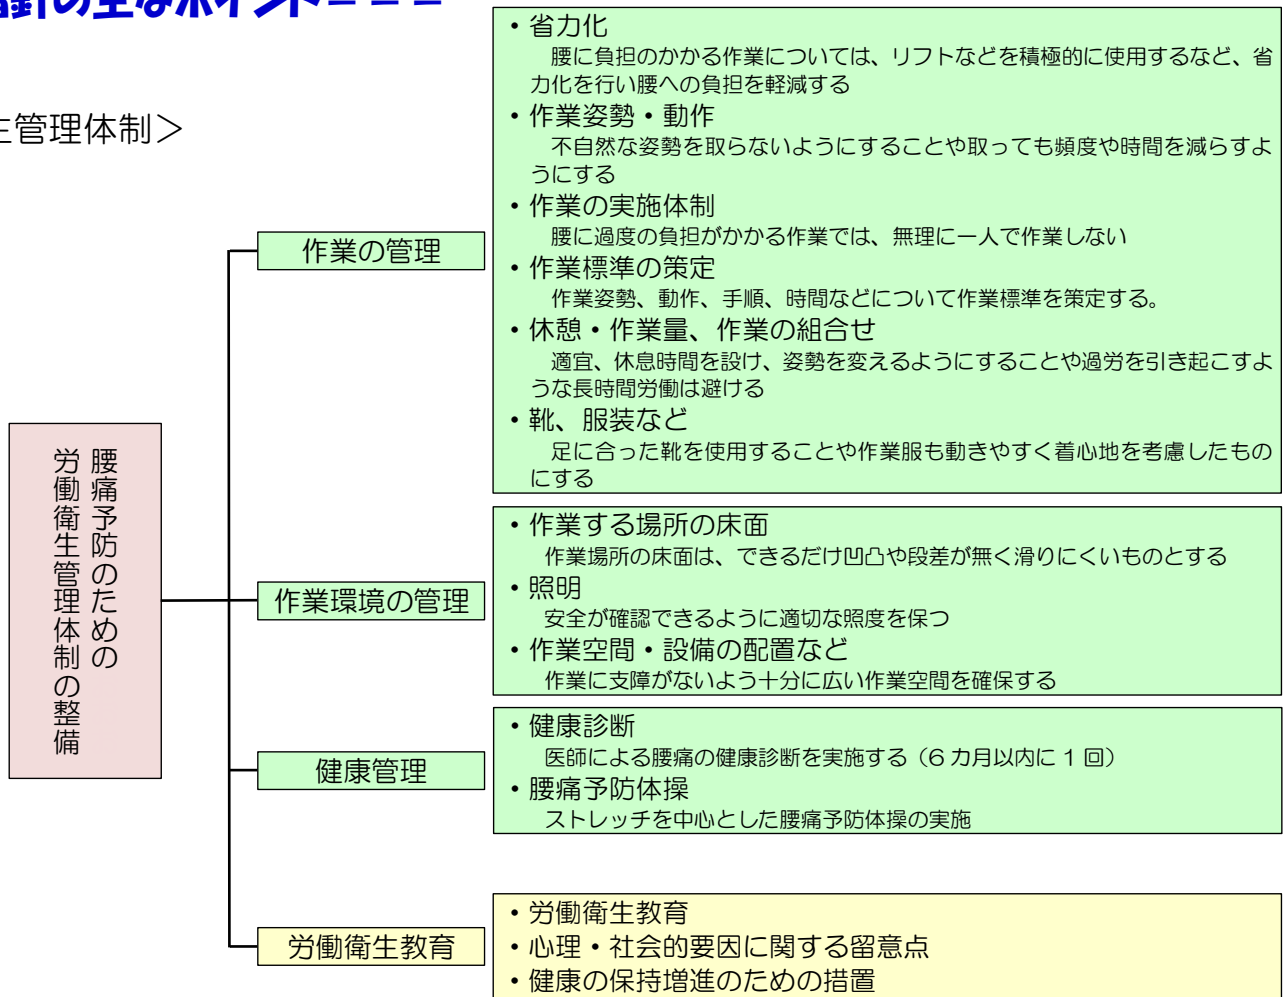 針の主なポイント－－－
生管理体制＞
腰痛予防のための
労働衛生管理体制の整備
作業の管理
・省力化
腰に負担のかかる作業については、リフトなどを積極的に使用するなど、省
力化を行い腰への負担を軽減する
・作業姿勢・動作
不自然な姿勢を取らないようにすることや取っても頻度や時間を減らすよ
うにする
・作業の実施体制
腰に過度の負担がかかる作業では、無理に一人で作業しない
・作業標準の策定
作業姿勢、動作、手順、時間などについて作業標準を策定する。
・休憩・作業量、作業の組合せ
適宜、休息時間を設け、姿勢を変えるようにすることや過労を引き起こすよ
うな長時間労働は避ける
・靴、服装など
足に合った靴を使用することや作業服も動きやすく着心地を考慮したもの
にする
作業環境の管理
・作業する場所の床面
作業場所の床面は、できるだけ凹凸や段差が無く滑りにくいものとする
・照明
安全が確認できるように適切な照度を保つ
・作業空間・設備の配置など
作業に支障がないよう十分に広い作業空間を確保する
健康管理
・健康診断
医師による腰痛の健康診断を実施する（6 カ月以内に 1 回）
・腰痛予防体操
ストレッチを中心とした腰痛予防体操の実施
労働衛生教育
・労働衛生教育
・心理・社会的要因に関する留意点
・健康の保持増進のための措置